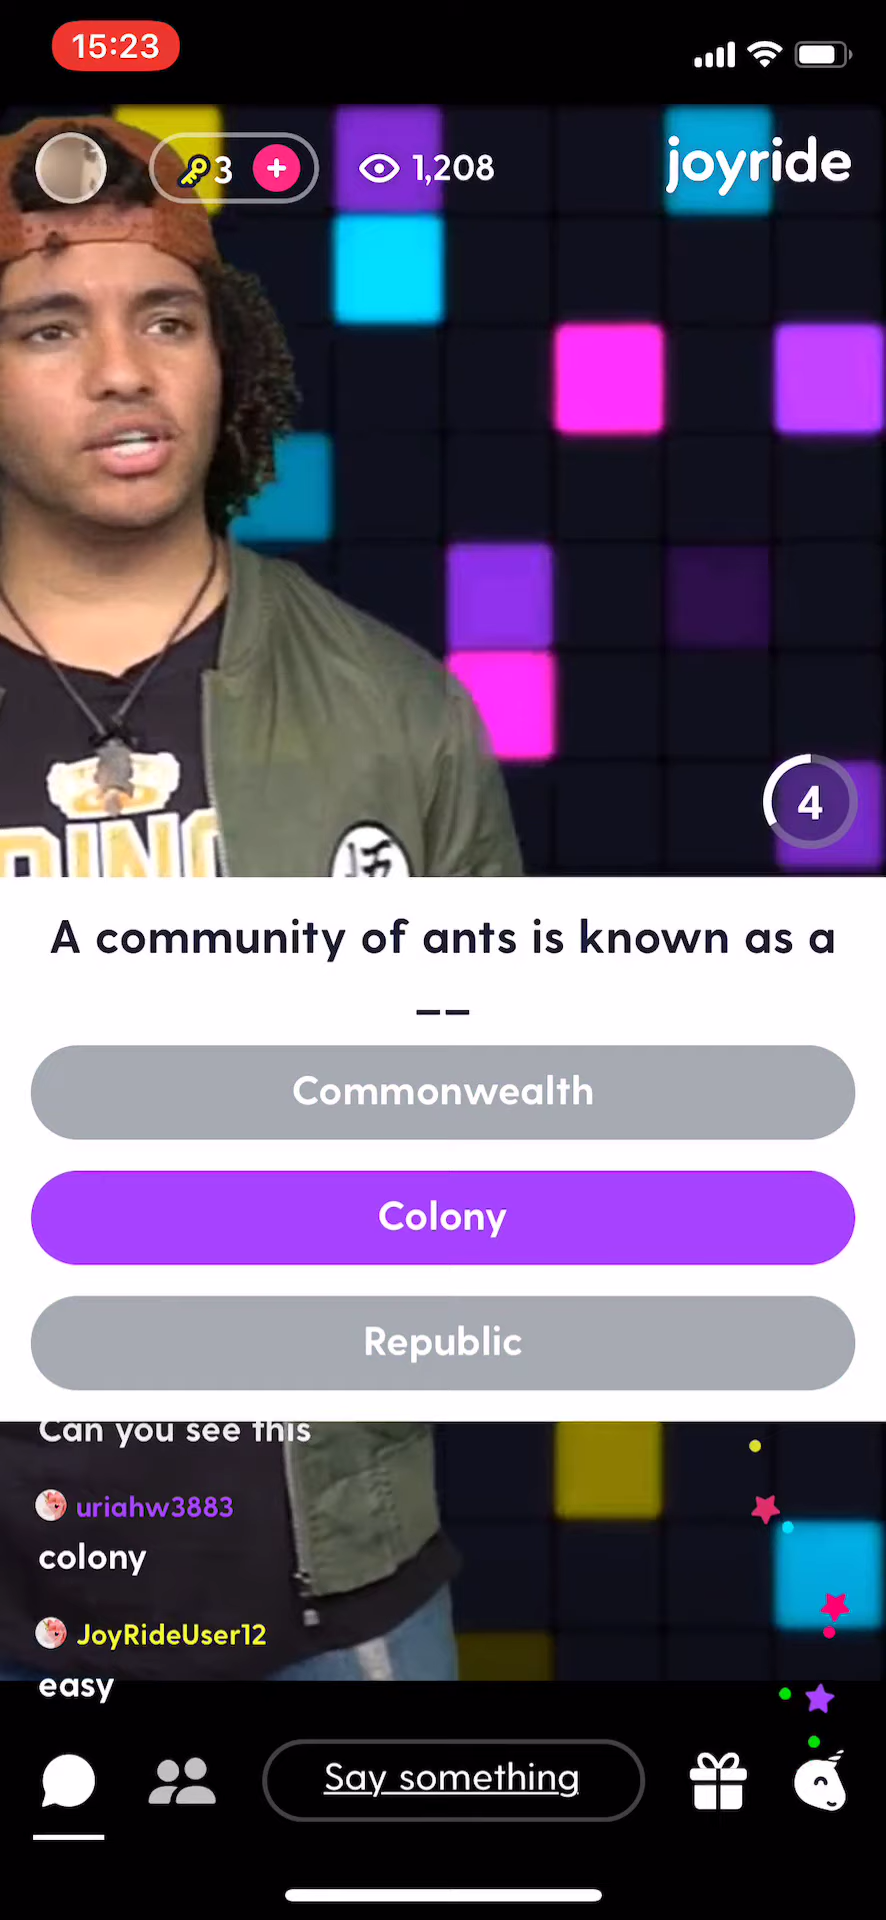 15:23
3
1,208
joyride
4
A community of ants is known as a
__
Commonwealth
Colony
Republic
Can you see this
uriahw3883
colony
JoyRideUser12
easy
Say something